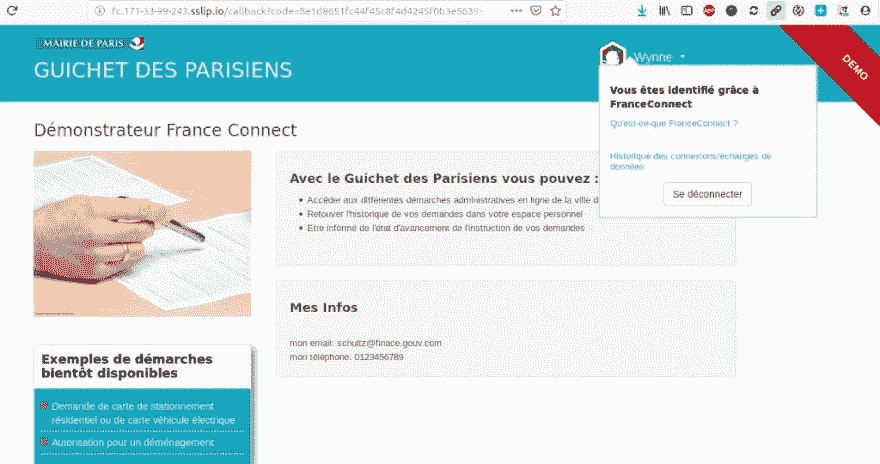 fc.171-33-99-243.sslip.io/callback?code=8e1d8651fc44f45c8f4d4245f0b3e5639
MAIRIE DE PARIS
GUICHET DES PARISIENS
Wynne
DEMO
Vous êtes identifié grâce à
FranceConnect
Qu'est-ce-que FranceConnect ?
Historique des connexions/échanges de
données
Se déconnecter
Démonstrateur France Connect
Avec le Guichet des Parisiens vous pouvez :
Accéder aux différentes démarches administratives en ligne de la ville d
Retouver l'historique de vos demandes dans votre espace personnel
Etre informé de l'état d'avancement de l'instruction de vos demandes
Mes Infos
mon email: schultz@finace.gouv.com
mon téléphone: 0123456789
Exemples de démarches
bientôt disponibles
Demande de carte de stationnement
résidentiel ou de carte véhicule électrique
Autorisation pour un déménagement